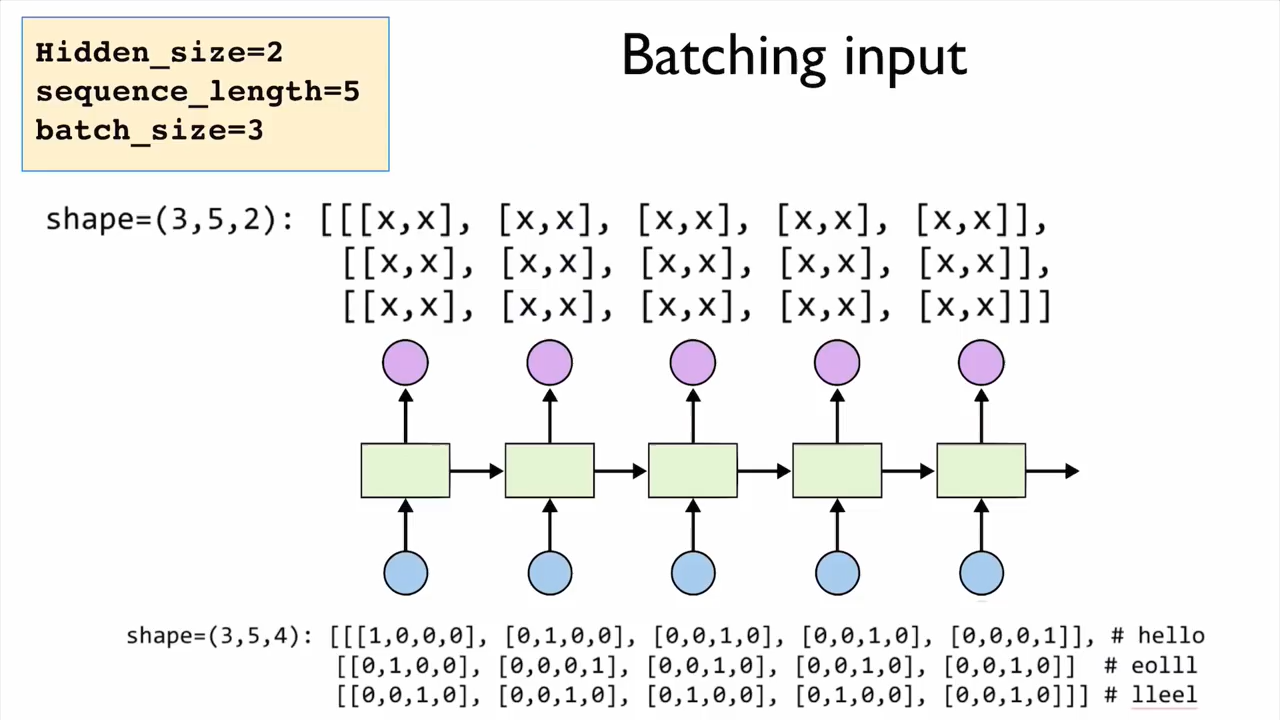 Hidden_size=2
sequence_length=5
batch_size=3
Batching input
shape=(3,5,2): [[[x,x], [x,x], [x,x], [x,x], [x,x]],
[[x,x], [x,x], [x,x], [x,x], [x,x]],
[[x,x], [x,x], [x,x], [x,x], [x,x]]]
shape=(3,5,4): [[[1,0,0,0], [0,1,0,0], [0,0,1,0], [0,0,1,0], [0,0,0,1]], # hello
[[0,1,0,0], [0,0,0,1], [0,0,1,0], [0,0,1,0], [0,0,1,0]] # eolll
[[0,0,1,0], [0,0,1,0], [0,1,0,0], [0,1,0,0], [0,0,1,0]]] # lleel